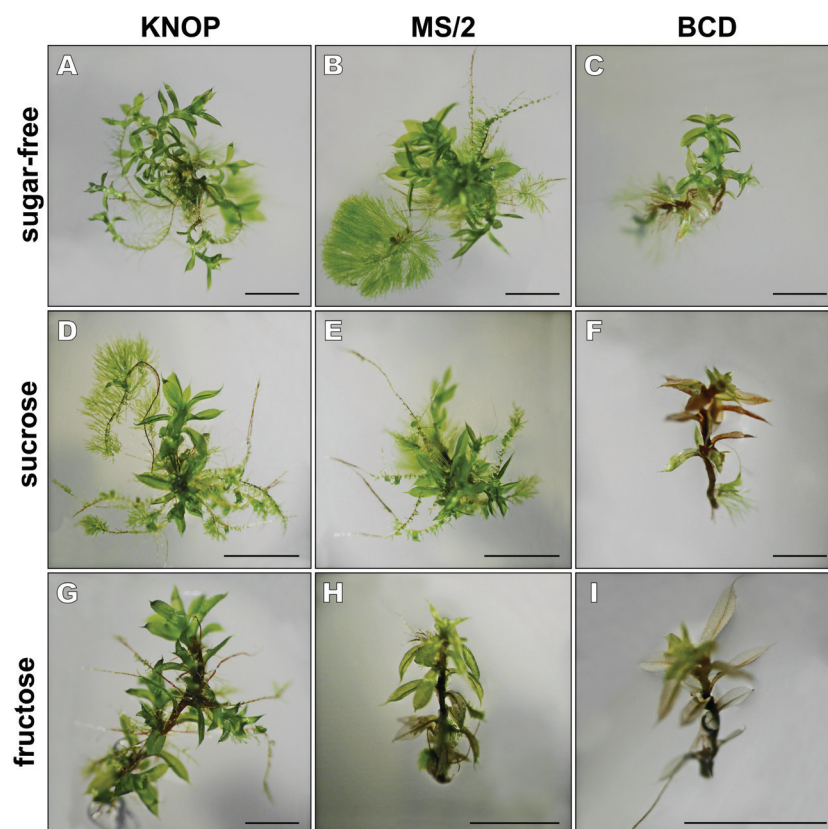 KNOP MS/2 BCD
sugar-free
A B C
sucrose
D E F
fructose
G H I